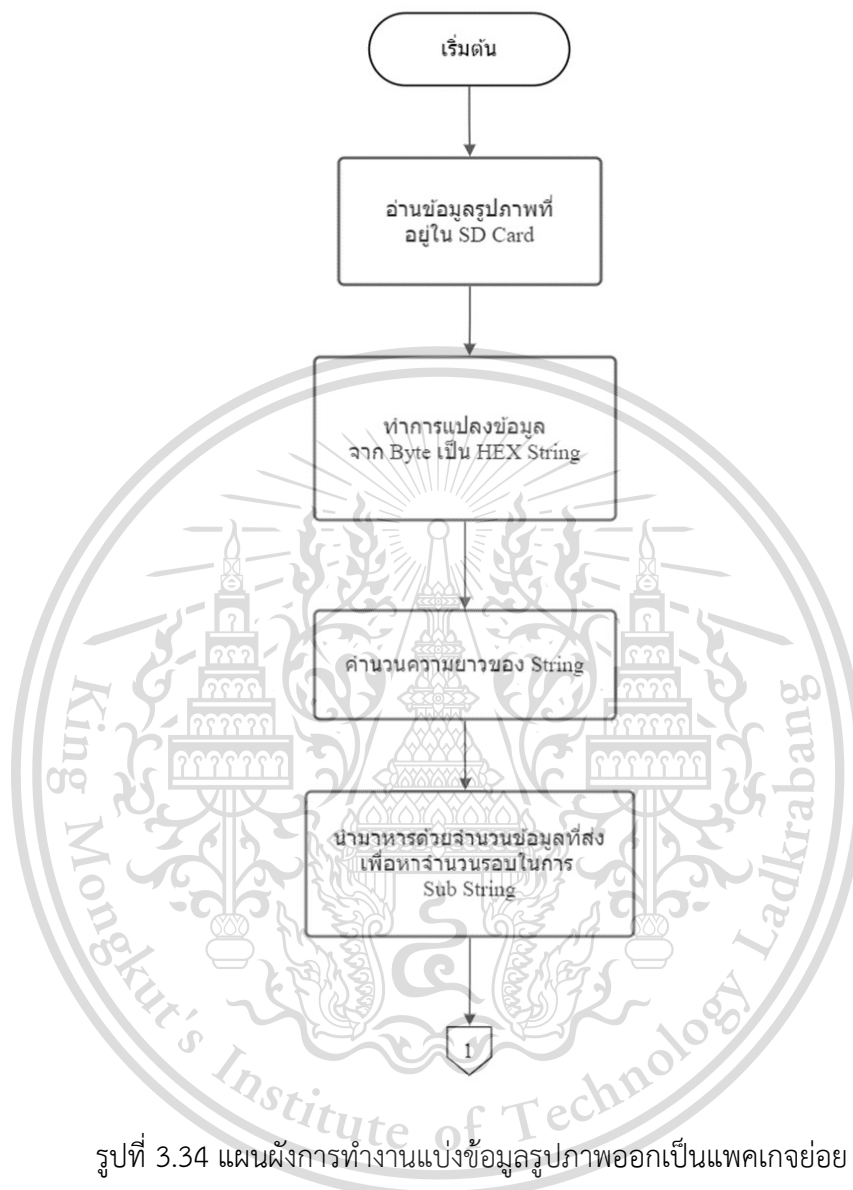 เริ่มต้น
อ่านข้อมูลรูปภาพที่
อยู่ใน SD Card
ทำการแปลงข้อมูล
จาก Byte เป็น HEX String
คำนวนความยาวของ String
นำมาหารด้วยจำนวนข้อมูลที่ส่ง
เพื่อหาจำนวนรอบในการ
Sub String
1
King Mongkut's Institute of Technology Ladkrabang
รูปที่ 3.34 แผนผังการทำงานแบ่งข้อมูลรูปภาพออกเป็นแพคเกจย่อย